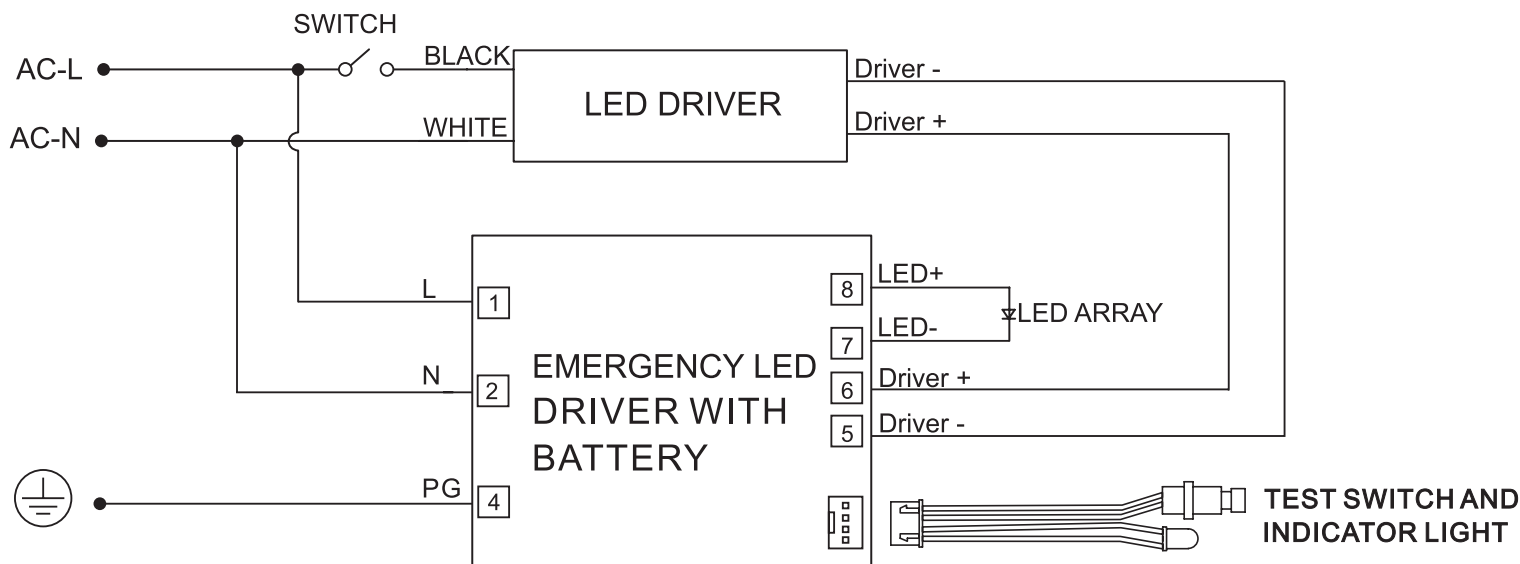 SWITCH
AC-L
BLACK
LED DRIVER
Driver -
AC-N
WHITE
Driver +
L
1
N
2
PG
4
EMERGENCY LED
DRIVER WITH
BATTERY
8
LED+
7
LED-
LED ARRAY
6
Driver +
5
Driver -
TEST SWITCH AND
INDICATOR LIGHT